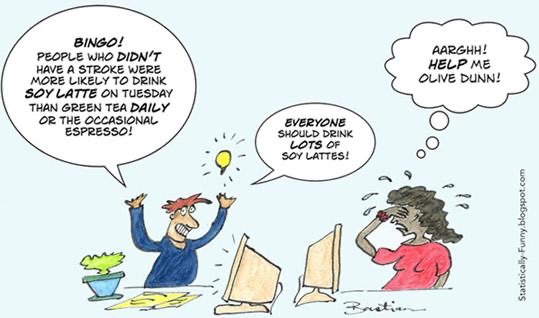 BINGO!
PEOPLE WHO DIDN'T
HAVE A STROKE WERE
MORE LIKELY TO DRINK
SOY LATTE ON TUESDAY
THAN GREEN TEA DAILY
OR THE OCCASIONAL
ESPRESSO!
EVERYONE
SHOULD DRINK
LOTS OF
SOY LATTES!
AARGHH!
HELP ME
OLIVE DUNN!
Bastian
Statistically-Funny.blogspot.com